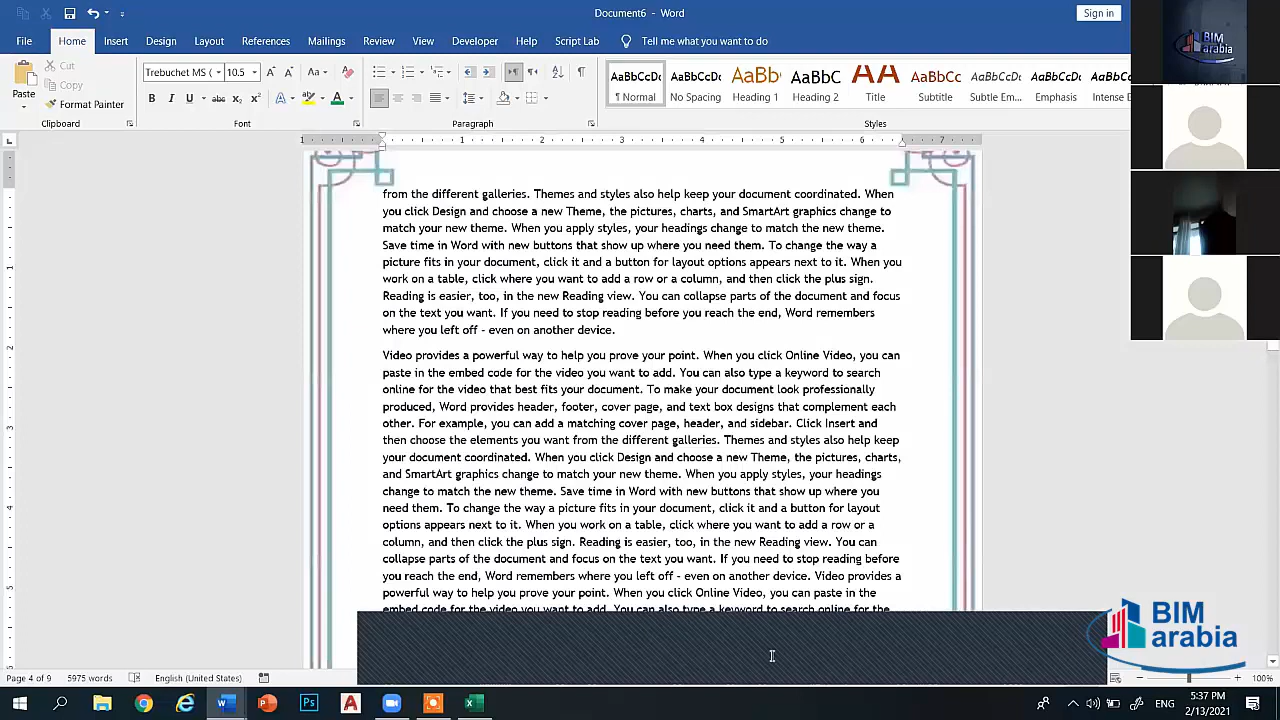 Document6 - Word
Sign in
File Home Insert Design Layout References Mailings Review View Developer Help Script Lab Tell me what you want to do
Paste
Cut
Copy
Format Painter
Clipboard
Trebuchet MS ( 10.5
Font
Paragraph
AaBbCcDc AaBbCcDc AaBb( AaBbC AA AaBbCc AaBbCcDc AaBbCcDc AaBbCc
¶ Normal No Spacing Heading 1 Heading 2 Title Subtitle Subtle Em... Emphasis Intense E
Styles
BIM
arabia
1 1 2 3 4 5 6 7
from the different galleries. Themes and styles also help keep your document coordinated. When
you click Design and choose a new Theme, the pictures, charts, and SmartArt graphics change to
match your new theme. When you apply styles, your headings change to match the new theme.
Save time in Word with new buttons that show up where you need them. To change the way a
picture fits in your document, click it and a button for layout options appears next to it. When you
work on a table, click where you want to add a row or a column, and then click the plus sign.
Reading is easier, too, in the new Reading view. You can collapse parts of the document and focus
on the text you want. If you need to stop reading before you reach the end, Word remembers
where you left off - even on another device.
Video provides a powerful way to help you prove your point. When you click Online Video, you can
paste in the embed code for the video you want to add. You can also type a keyword to search
online for the video that best fits your document. To make your document look professionally
produced, Word provides header, footer, cover page, and text box designs that complement each
other. For example, you can add a matching cover page, header, and sidebar. Click Insert and
then choose the elements you want from the different galleries. Themes and styles also help keep
your document coordinated. When you click Design and choose a new Theme, the pictures, charts,
and SmartArt graphics change to match your new theme. When you apply styles, your headings
change to match the new theme. Save time in Word with new buttons that show up where you
need them. To change the way a picture fits in your document, click it and a button for layout
options appears next to it. When you work on a table, click where you want to add a row or a
column, and then click the plus sign. Reading is easier, too, in the new Reading view. You can
collapse parts of the document and focus on the text you want. If you need to stop reading before
you reach the end, Word remembers where you left off - even on another device. Video provides a
powerful way to help you prove your point. When you click Online Video, you can paste in the
embed code for the video you want to add. You can also type a keyword to search online for the
BIM
arabia
Page 4 of 9 5975 words English (United States) 100%
ENG
5:37 PM
2/13/2021